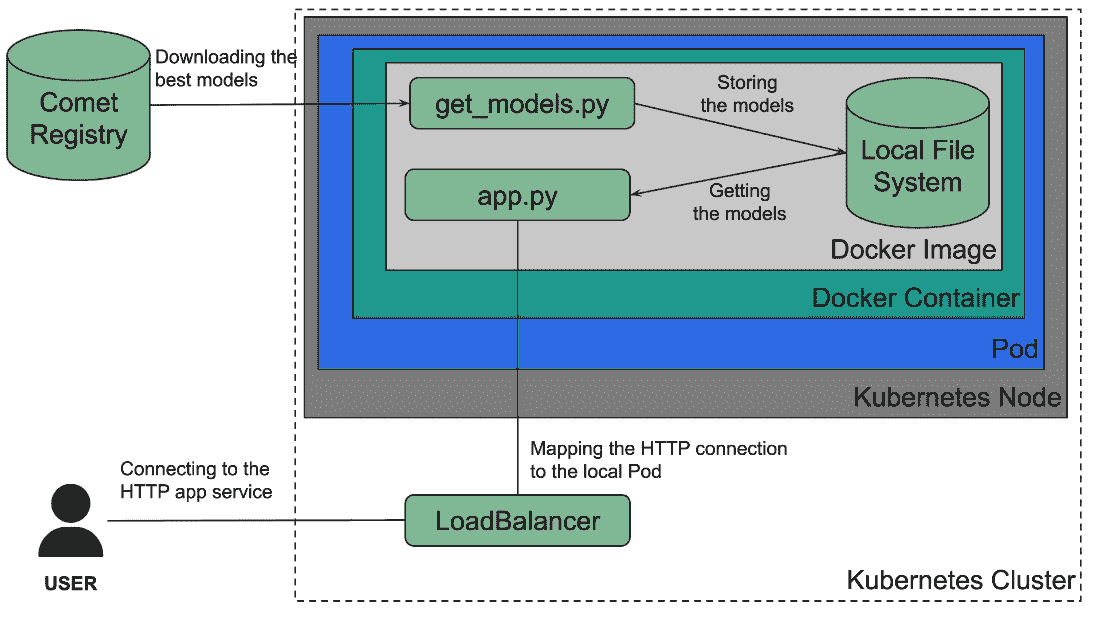 Comet
Registry
Downloading the
best models
get_models.py
Storing
the models
Local File
System
app.py
Getting
the models
Docker Image
Docker Container
Pod
Kubernetes Node
Mapping the HTTP connection
to the local Pod
Connecting to the
HTTP app service
LoadBalancer
USER
Kubernetes Cluster